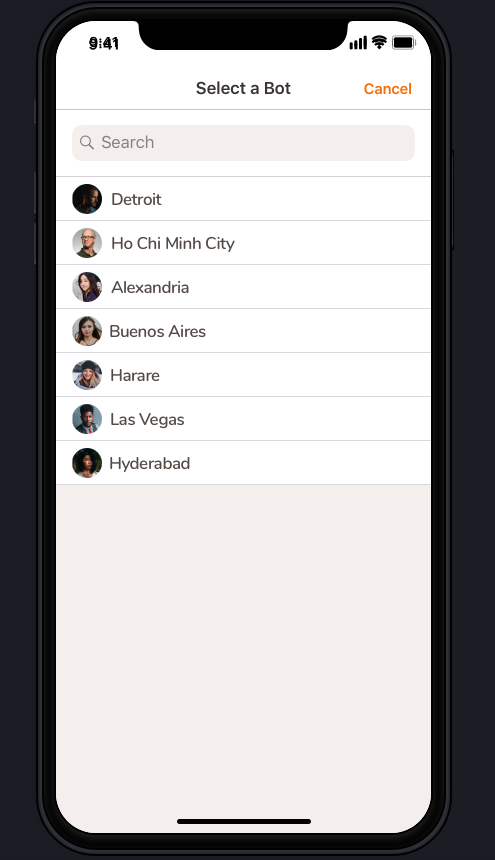 9:41
Select a Bot
Cancel
Search
Detroit
Ho Chi Minh City
Alexandria
Buenos Aires
Harare
Las Vegas
Hyderabad